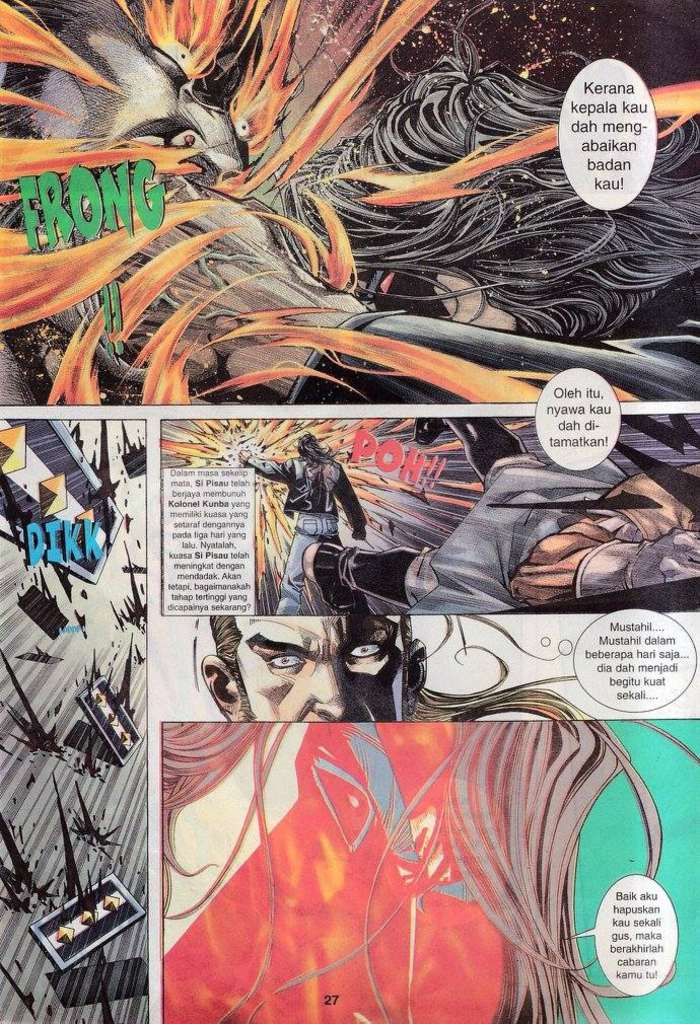 Kerana
kepala kau
dah meng-
abaikan
badan
kau!
FRONG
!!
Oleh itu,
nyawa kau
dah di-
tamatkan!
POH!!
Dalam masa sekelip
mata, Si Pisau telah
berjaya membunuh
Kolonel Kunba yang
memiliki kuasa yang
setaraf dengannya
pada tiga hari yang
lalu. Nyatalah,
kuasa Si Pisau telah
meningkat dengan
mendadak. Akan
tetapi, bagaimanakah
tahap tertinggi yang
dicapainya sekarang?
DIKK
Mustahil....
Mustahil dalam
beberapa hari saja...
dia dah menjadi
begitu kuat
sekali....
Baik aku
hapuskan
kau sekali
gus, maka
berakhirlah
cabaran
kamu tu!
27